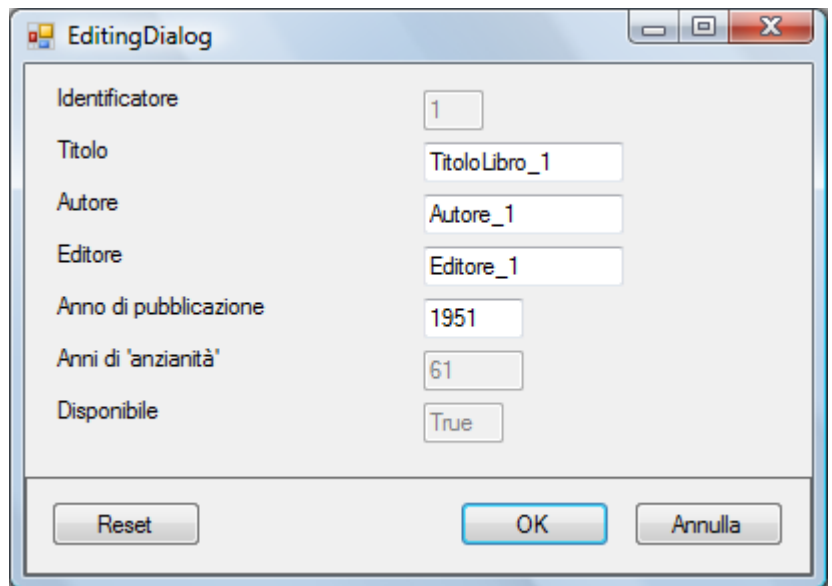 EditingDialog
Identificatore
1
Titolo
TitoloLibro_1
Autore
Autore_1
Editore
Editore_1
Anno di pubblicazione
1951
Anni di 'anzianità'
61
Disponibile
True
Reset
OK
Annulla